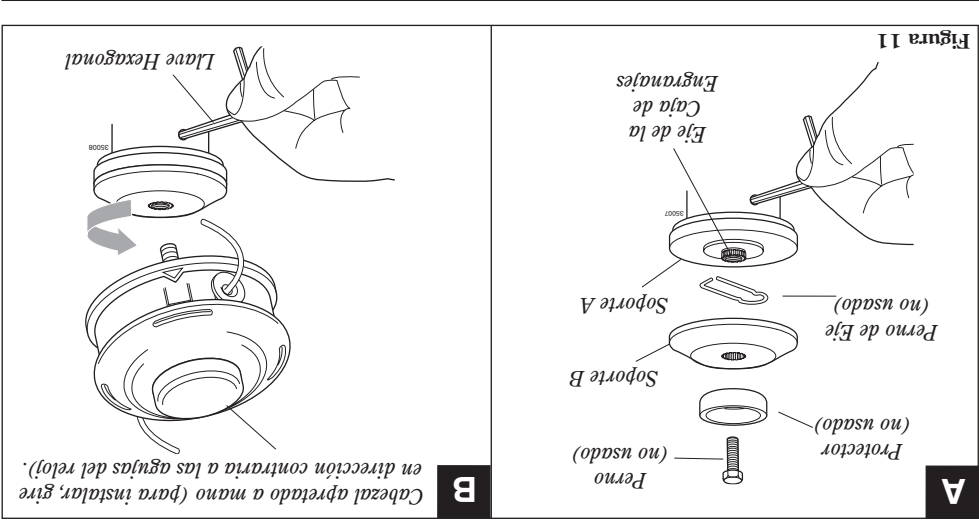 A
Perno
(no usado)
Protector
(no usado)
Soporte B
Perno de Eje
(no usado)
Soporte A
35007
Eje de la
Caja de
Engranajes
Figura 11
B
Cabezal apretado a mano (para instalar, gire
en dirección contraria a las agujas del reloj).
35008
Llave Hexagonal